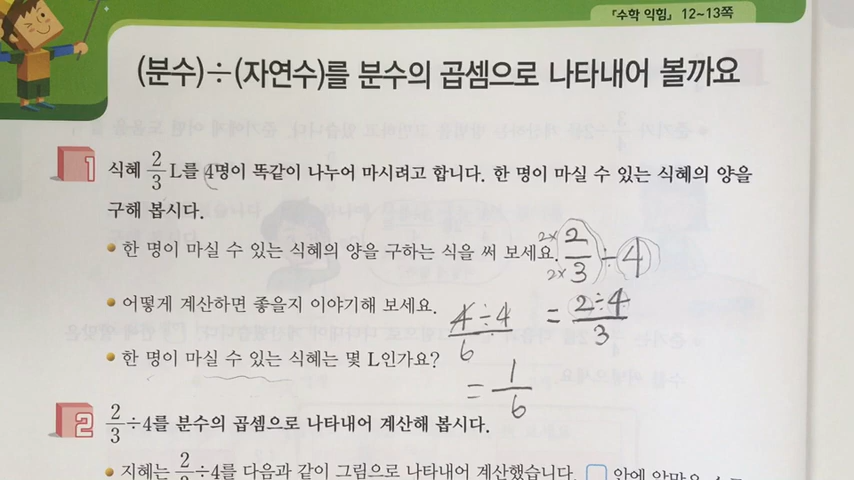 『수학 익힘』 12~13쪽
(분수)÷(자연수)를 분수의 곱셈으로 나타내어 볼까요
1 식혜 2/3 L를 4명이 똑같이 나누어 마시려고 합니다. 한 명이 마실 수 있는 식혜의 양을
구해 봅시다.
• 한 명이 마실 수 있는 식혜의 양을 구하는 식을 써 보세요. 2×2/2×3 ÷ 4
• 어떻게 계산하면 좋을지 이야기해 보세요. 4÷4/6 = 2÷4/3
• 한 명이 마실 수 있는 식혜는 몇 L인가요?
= 1/6
2 2/3÷4를 분수의 곱셈으로 나타내어 계산해 봅시다.
• 지혜는 2/3÷4를 다음과 같이 그림으로 나타내어 계산했습니다. □ 안에 알맞은 수